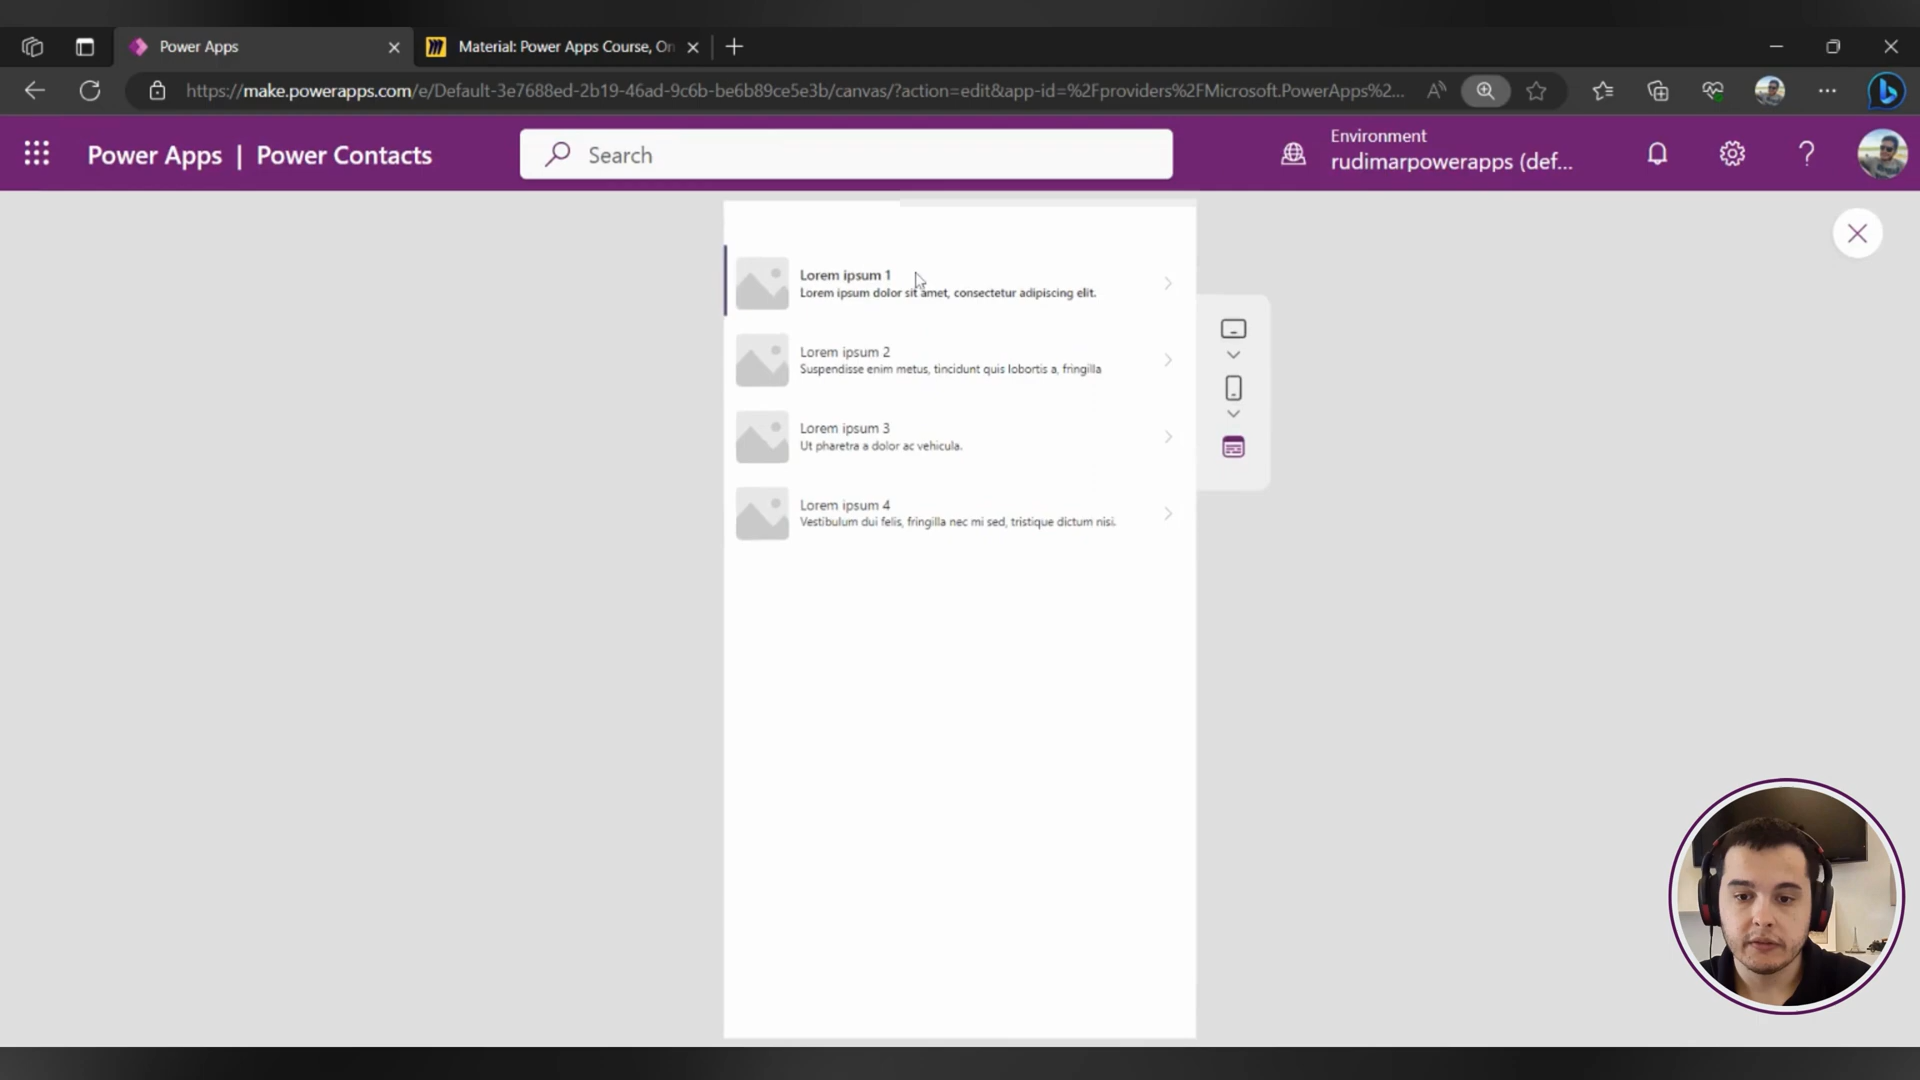 Power Apps
Material: Power Apps Course, On
https://make.powerapps.com/e/Default-3e7688ed-2b19-46ad-9c6b-be6b89ce5e3b/canvas/?action=edit&app-id=%2Fproviders%2FMicrosoft.PowerApps%2...
Power Apps | Power Contacts
Search
Environment
rudimarpowerapps (def...
Lorem ipsum 1
Lorem ipsum dolor sit amet, consectetur adipiscing elit.
Lorem ipsum 2
Suspendisse enim metus, tincidunt quis lobortis a, fringilla
Lorem ipsum 3
Ut pharetra a dolor ac vehicula.
Lorem ipsum 4
Vestibulum dui felis, fringilla nec mi sed, tristique dictum nisi.